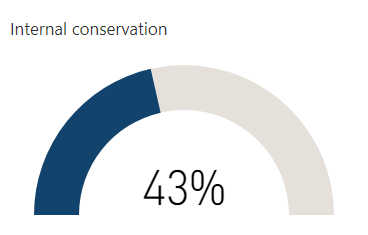 Internal conservation
43%